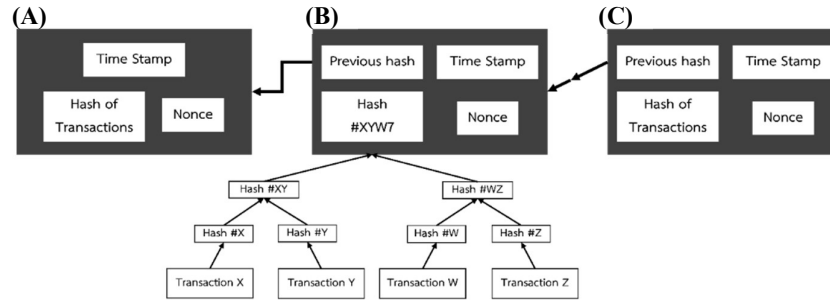 (A)
(B)
(C)
Time Stamp
Hash of
Transactions
Nonce
Previous hash
Time Stamp
Hash
#XYW7
Nonce
Previous hash
Time Stamp
Hash of
Transactions
Nonce
Hash #XY
Hash #WZ
Hash #X
Hash #Y
Hash #W
Hash #Z
Transaction X
Transaction Y
Transaction W
Transaction Z